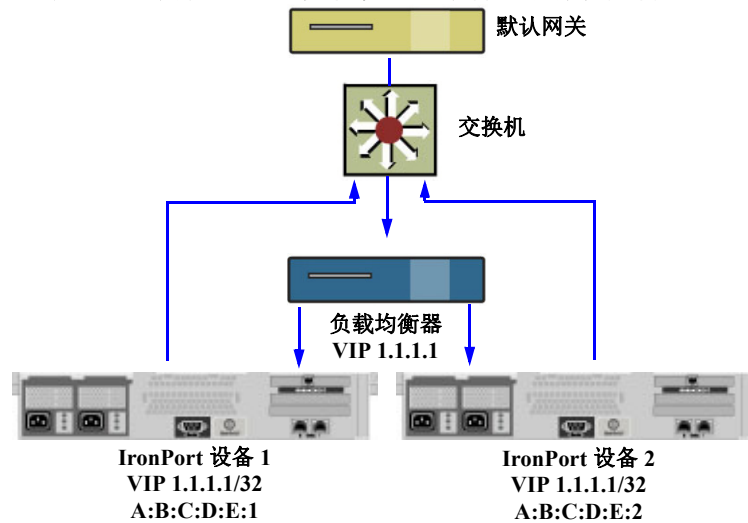 默认网关
交换机
负载均衡器
VIP 1.1.1.1
IronPort 设备 1
VIP 1.1.1.1/32
A:B:C:D:E:1
IronPort 设备 2
VIP 1.1.1.1/32
A:B:C:D:E:2